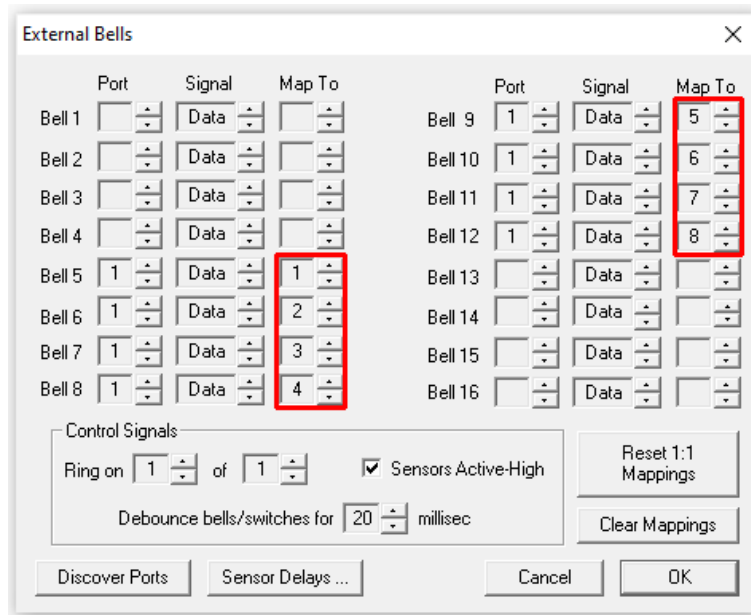 External Bells
Port Signal Map To Port Signal Map To
Bell 1 Data Bell 9 1 Data 5
Bell 2 Data Bell 10 1 Data 6
Bell 3 Data Bell 11 1 Data 7
Bell 4 Data Bell 12 1 Data 8
Bell 5 1 Data 1 Bell 13 Data
Bell 6 1 Data 2 Bell 14 Data
Bell 7 1 Data 3 Bell 15 Data
Bell 8 1 Data 4 Bell 16 Data
Control Signals
Ring on 1 of 1 Sensors Active-High
Debounce bells/switches for 20 millisec
Reset 1:1
Mappings
Clear Mappings
Discover Ports Sensor Delays ... Cancel OK